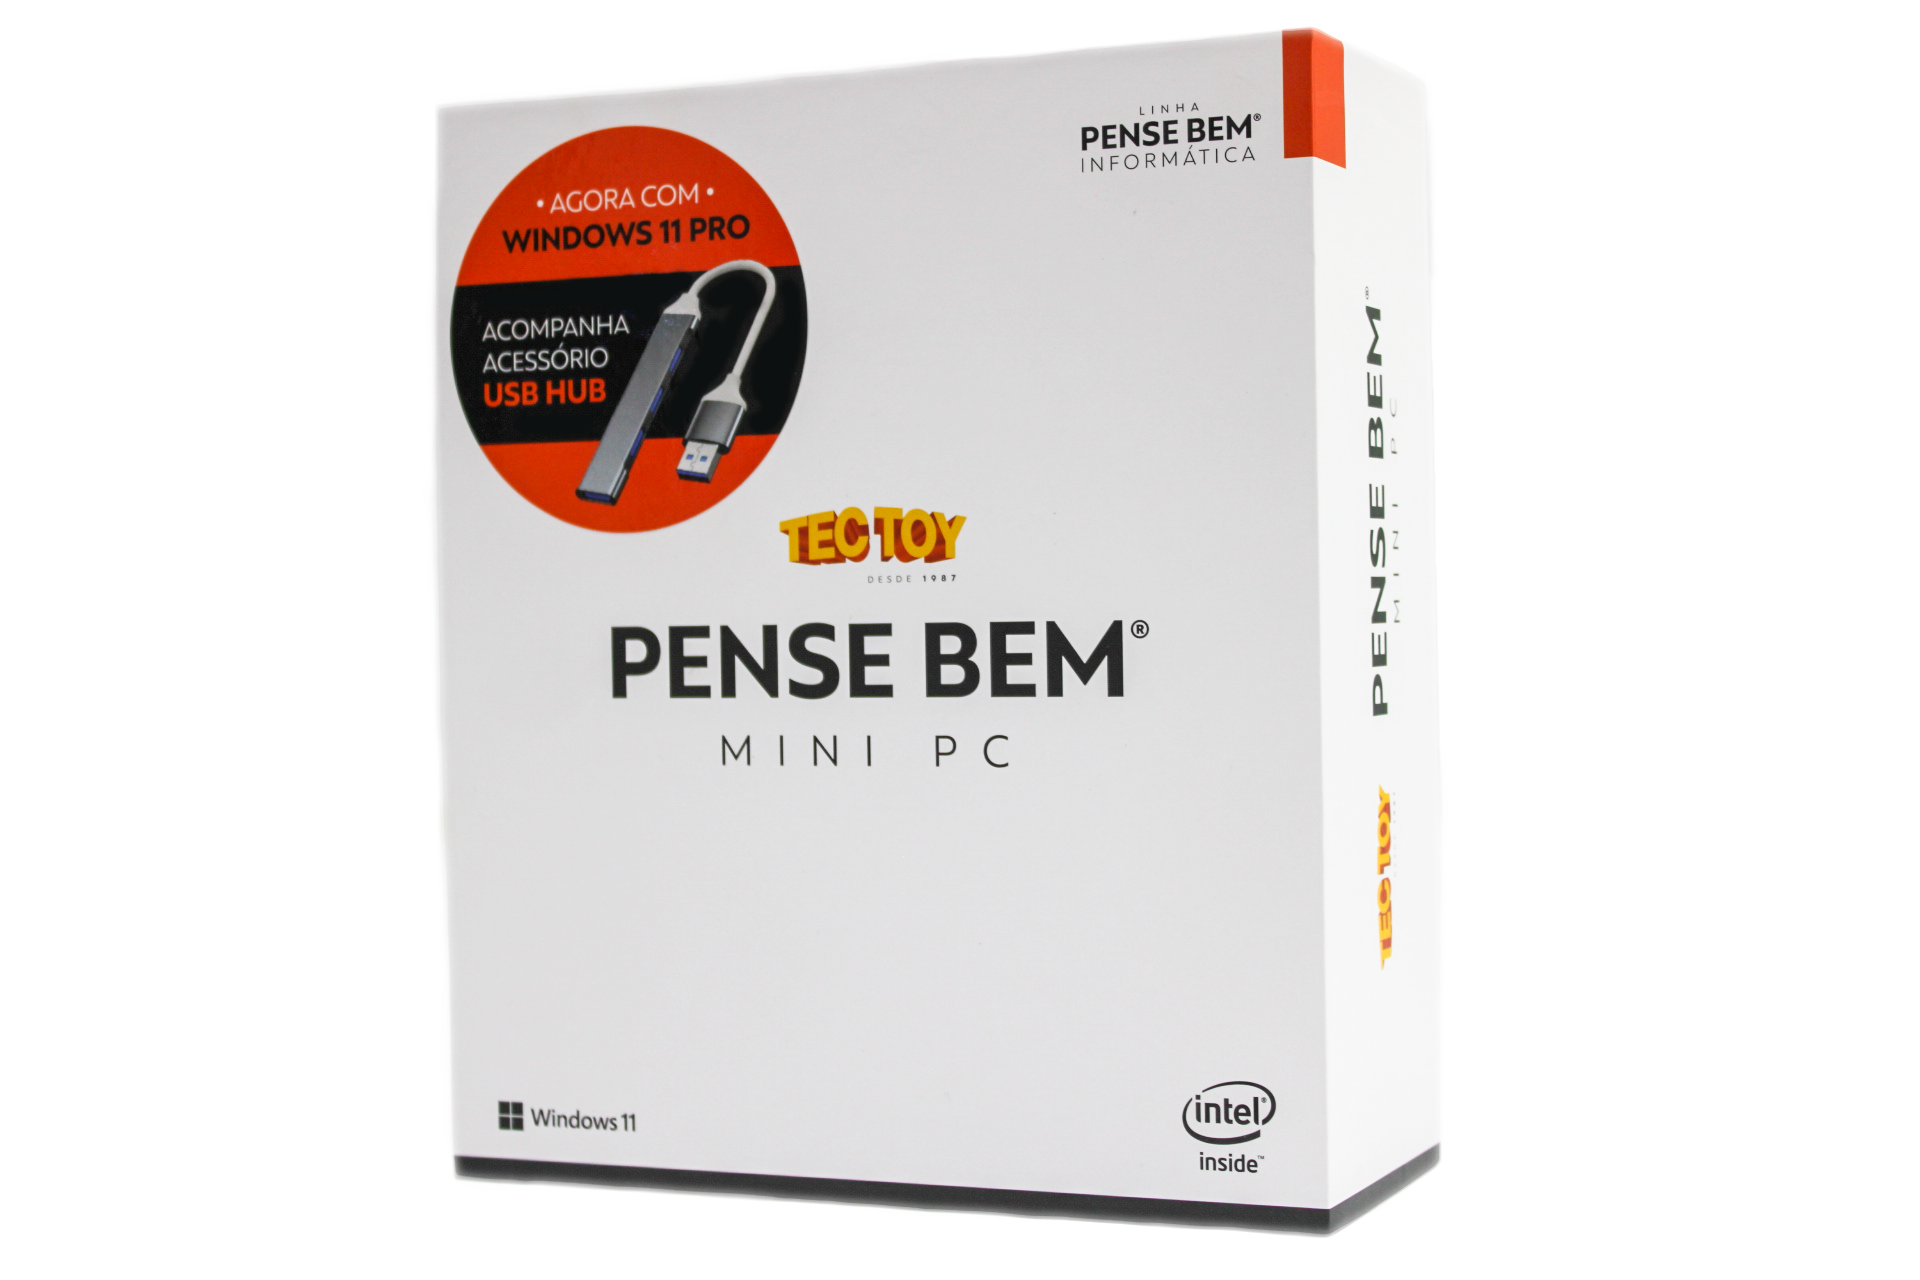 LINHA
PENSE BEM®
INFORMÁTICA
• AGORA COM •
WINDOWS 11 PRO
ACOMPANHA
ACESSÓRIO
USB HUB
TEC TOY
DESDE 1987
PENSE BEM®
MINI PC
Windows 11
intel®
inside™
PENSE BEM®
MINI PC
TEC TOY